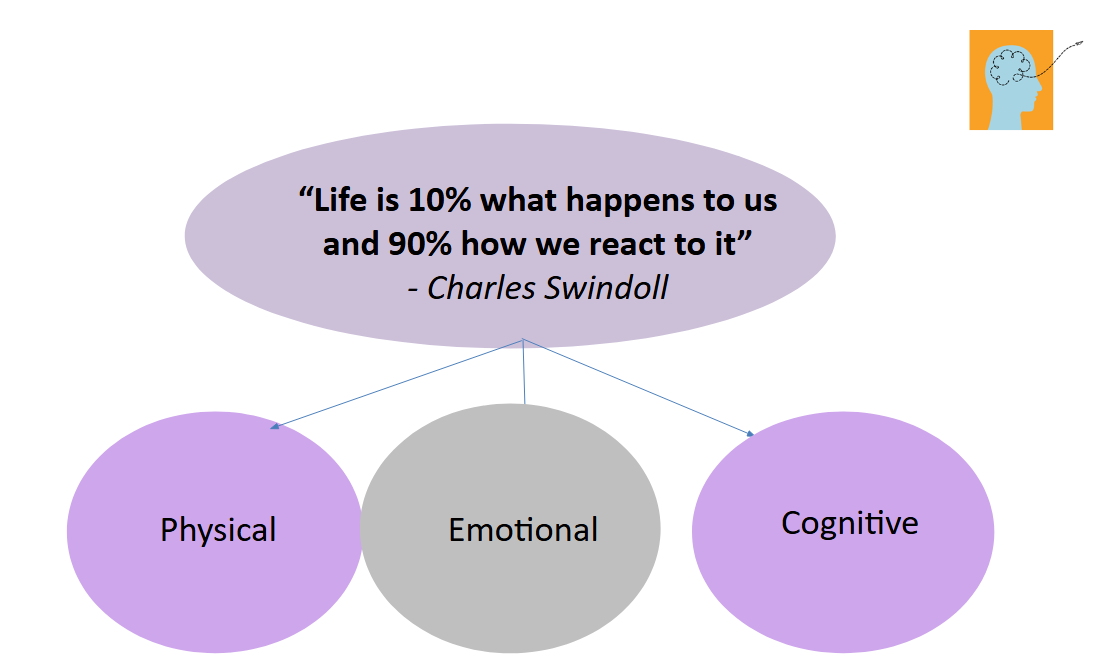 “Life is 10% what happens to us
and 90% how we react to it”
- Charles Swindoll
Physical
Emotional
Cognitive